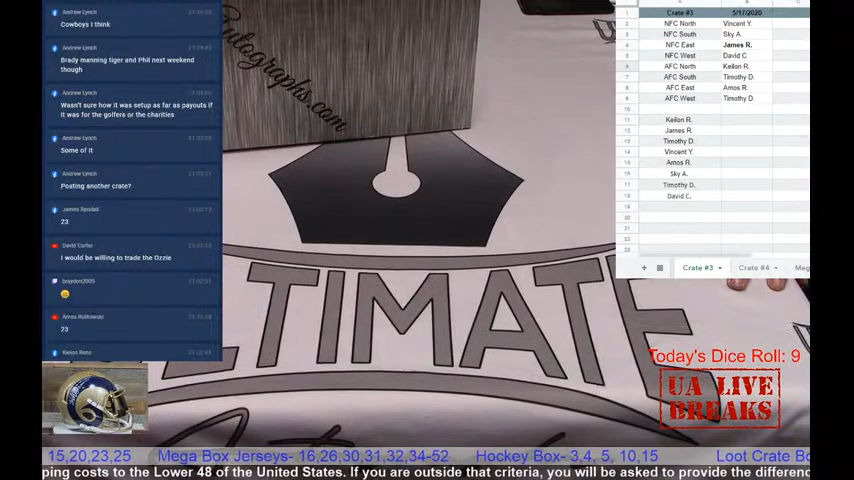 Andrew Lynch
Cowboys I think
Andrew Lynch
Brady manning tiger and Phil next weekend
though
Andrew Lynch
Wasn't sure how it was setup as far as payouts if
it was for the golfers or the charities
Andrew Lynch
Some of it
Andrew Lynch
Posting another crate?
James Randall
23
David Carter
I would be willing to trade the Ozzie
braydon2009
23
Autographs.com
Crate #3 5/17/2020
NFC North Vincent Y.
NFC South Sky A.
NFC East James R.
NFC West David C.
AFC North Keilon R.
AFC South Timothy D.
AFC East Amos R.
AFC West Timothy D.
Keilon R.
James R.
Timothy D.
Vincent Y.
Amos R.
Sky A.
Timothy D.
David C.
Crate #3 Crate #4 Meg
LTIMATE
Today's Dice Roll: 9
UA LIVE
BREAKS
15,20,23,25 Mega Box Jerseys- 16,26,30,31,32,34-52 Hockey Box- 3,4, 5, 10,15 Loot Crate Bo
ping costs to the Lower 48 of the United States. If you are outside that criteria, you will be asked to provide the differenc